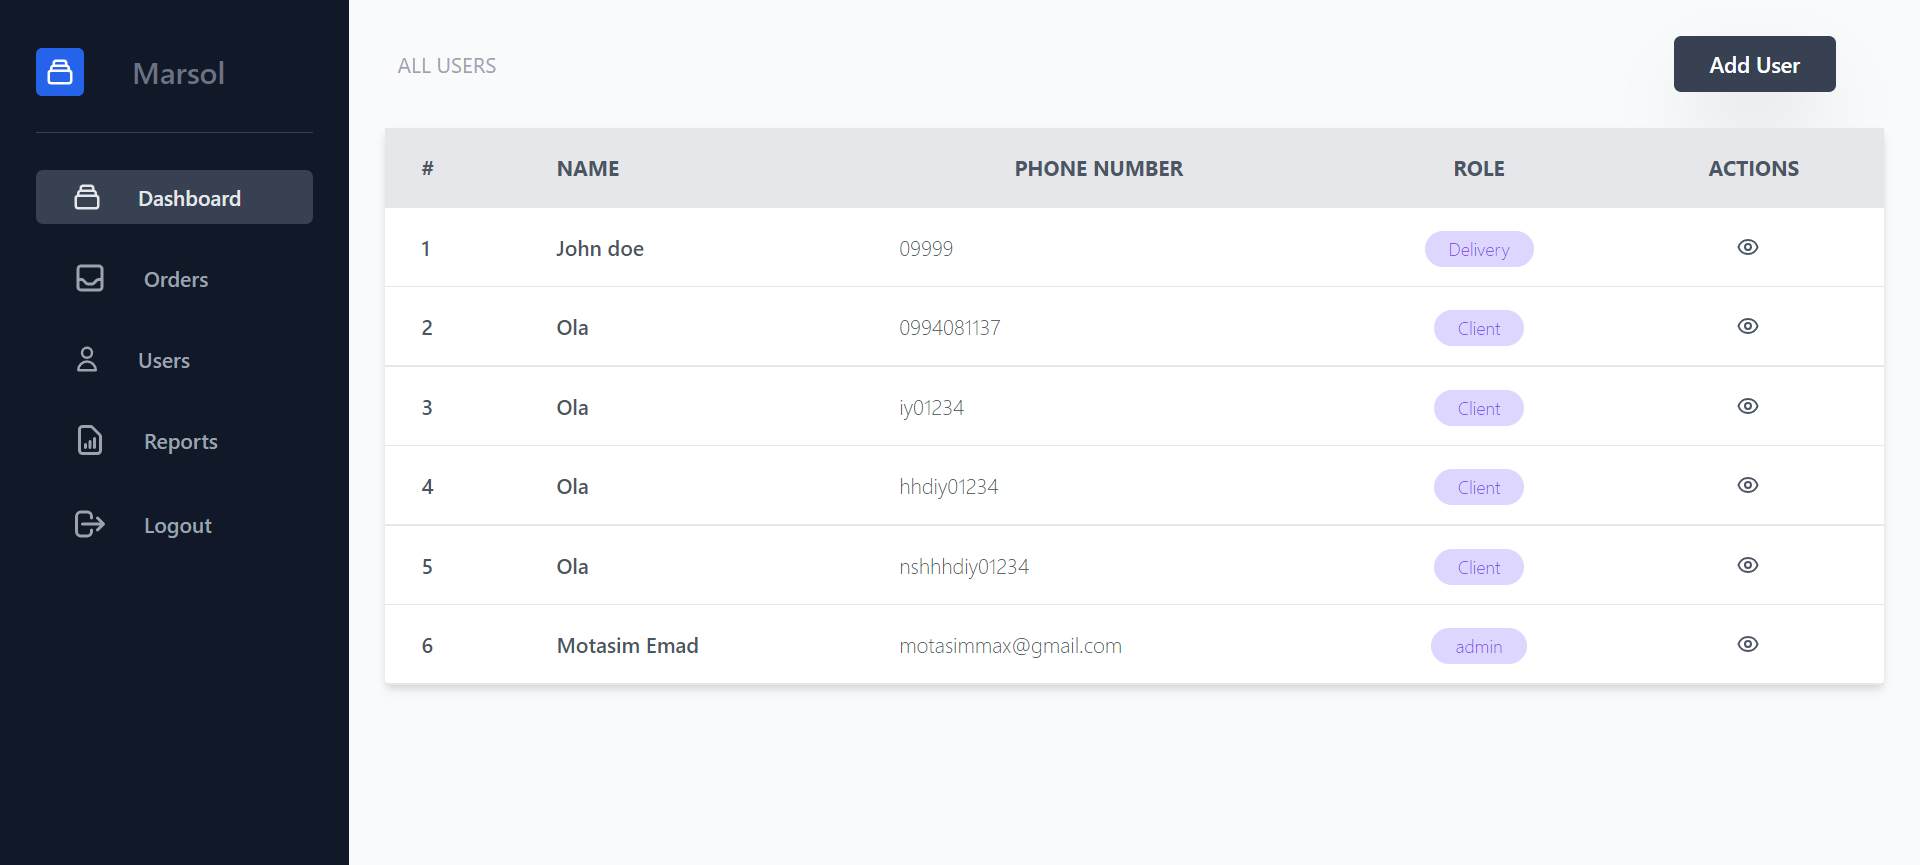 Marsol
Dashboard
Orders
Users
Reports
Logout
ALL USERS
Add User
# NAME PHONE NUMBER ROLE ACTIONS
1 John doe 09999 Delivery
2 Ola 0994081137 Client
3 Ola iy01234 Client
4 Ola hhdiy01234 Client
5 Ola nshhhdiy01234 Client
6 Motasim Emad motasimmax@gmail.com admin